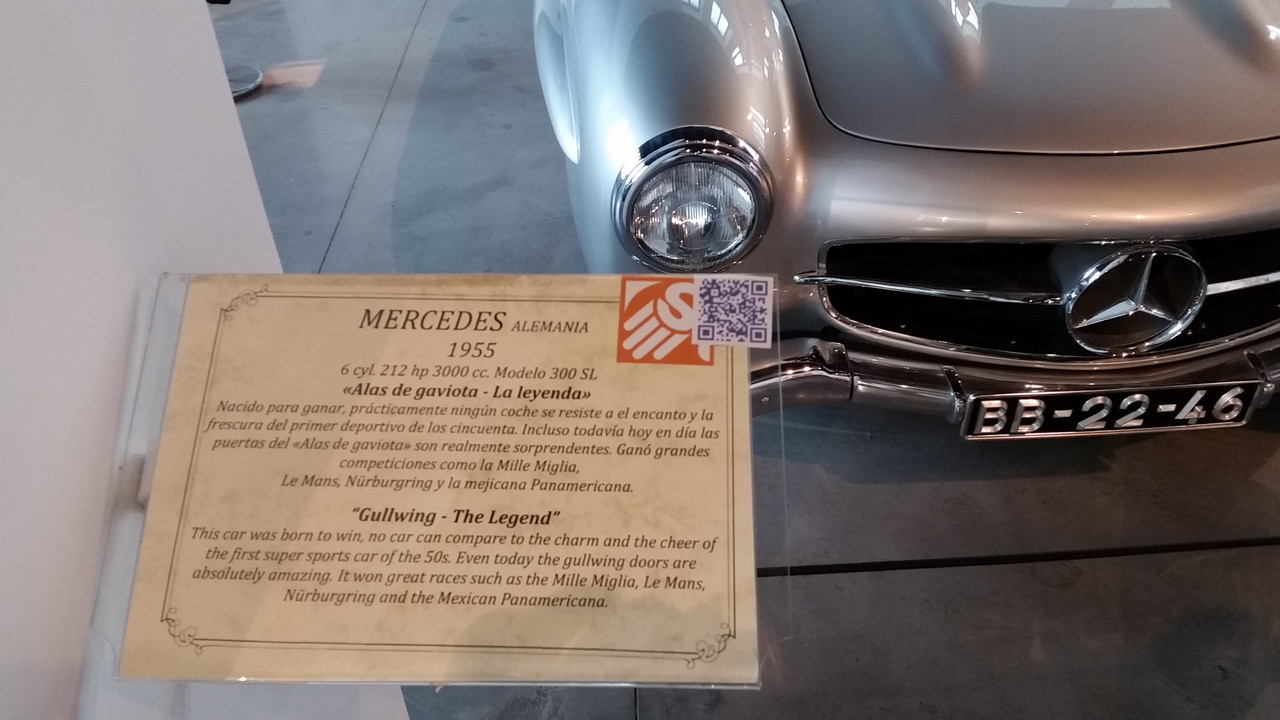 MERCEDES ALEMANIA
1955
6 cyl. 212 hp 3000 cc. Modelo 300 SL
«Alas de gaviota - La leyenda»
Nacido para ganar, prácticamente ningún coche se resiste a el encanto y la
frescura del primer deportivo de los cincuenta. Incluso todavía hoy en día las
puertas del «Alas de gaviota» son realmente sorprendentes. Ganó grandes
competiciones como la Mille Miglia,
Le Mans, Nürburgring y la mejicana Panamericana.
“Gullwing - The Legend”
This car was born to win, no car can compare to the charm and the cheer of
the first super sports car of the 50s. Even today the gullwing doors are
absolutely amazing. It won great races such as the Mille Miglia, Le Mans,
Nürburgring and the Mexican Panamericana.
S
BB-22-46